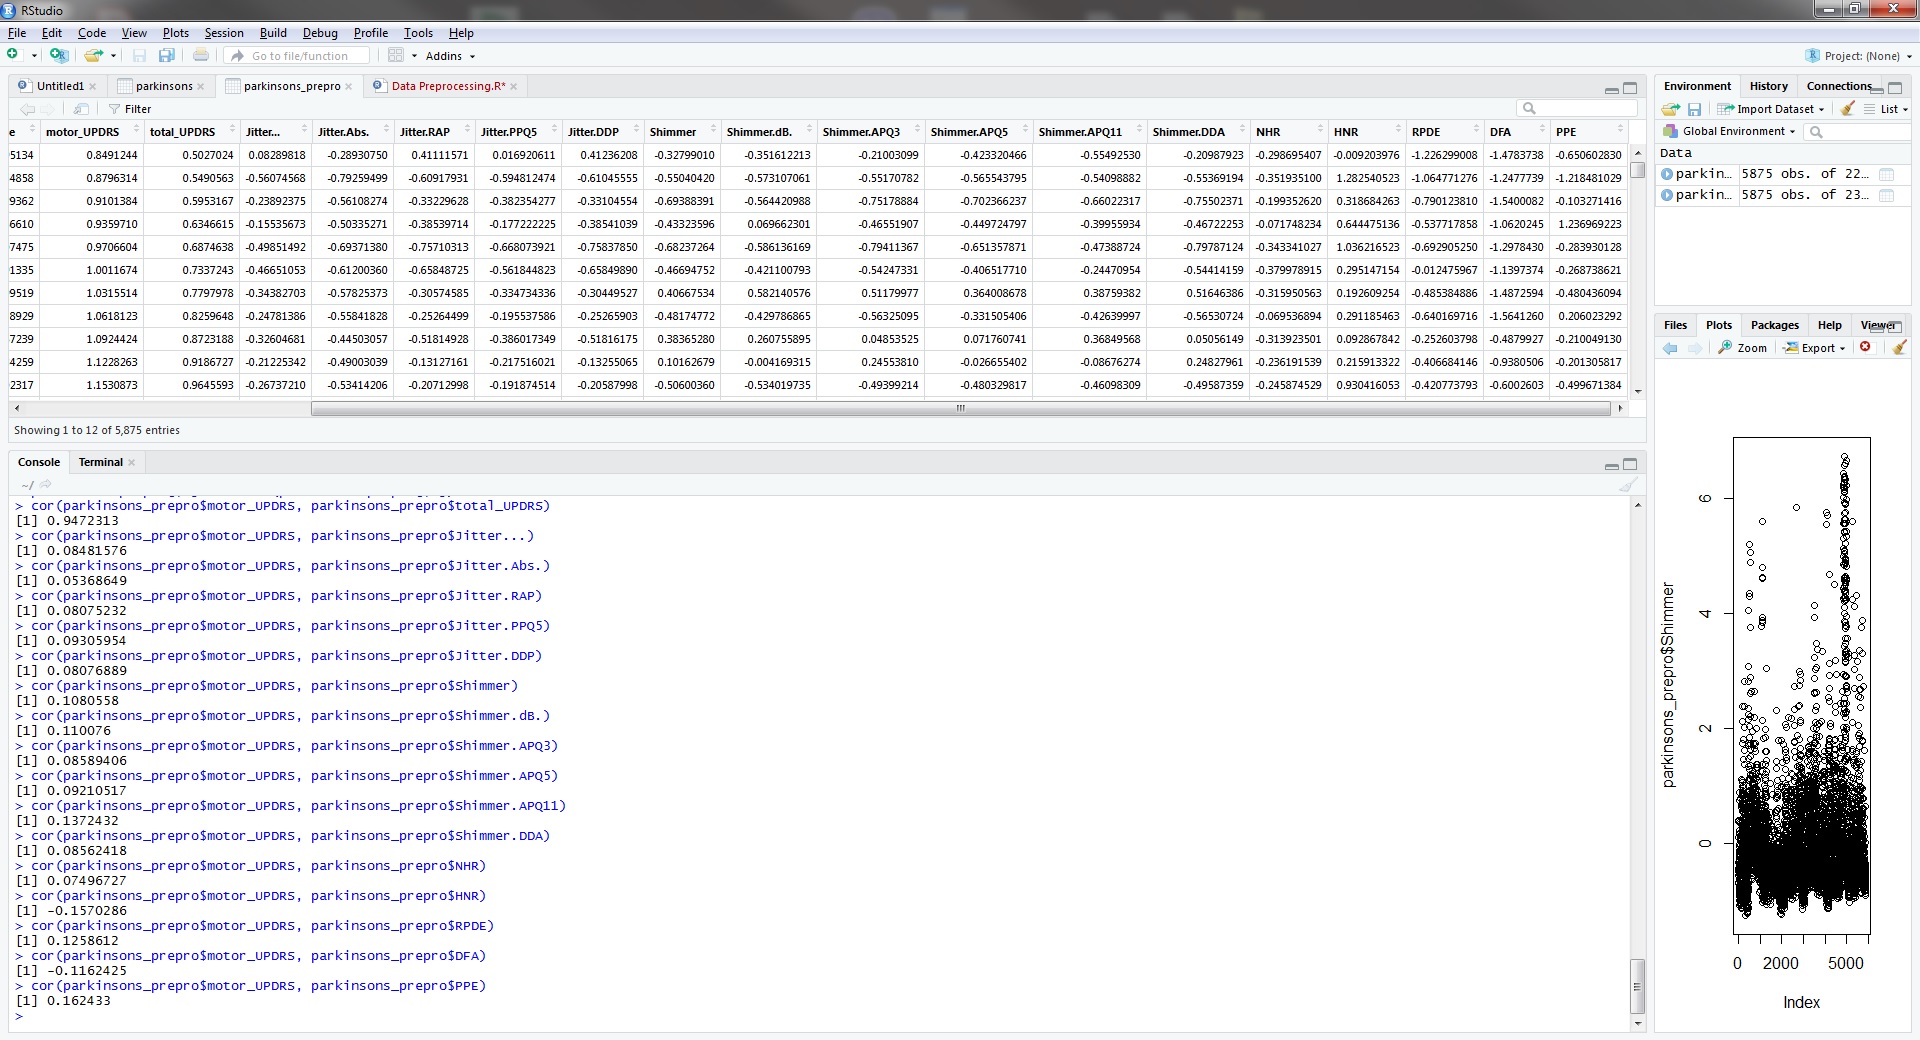 RStudio
File Edit Code View Plots Session Build Debug Profile Tools Help
Go to file/function Addins Project: (None)
Untitled1 parkinsons parkinsons_prepro Data Preprocessing.R*
Filter
e motor_UPDRS total_UPDRS Jitter... Jitter.Abs. Jitter.RAP Jitter.PPQ5 Jitter.DDP Shimmer Shimmer.dB. Shimmer.APQ3 Shimmer.APQ5 Shimmer.APQ11 Shimmer.DDA NHR HNR RPDE DFA PPE
5134 0.8491244 0.5027024 0.08289818 -0.28930750 0.41111571 0.016920611 0.41236208 -0.32799010 -0.351612213 -0.21003099 -0.423320466 -0.55492530 -0.20987923 -0.298695407 -0.009203976 -1.226299008 -1.4783738 -0.650602830
4858 0.8796314 0.5490563 -0.56074568 -0.79259499 -0.60917931 -0.594812474 -0.61045555 -0.55040420 -0.573107061 -0.55170782 -0.565543795 -0.54098882 -0.55369194 -0.351935100 1.282540523 -1.064771276 -1.2477739 -1.218481029
9362 0.9101384 0.5953167 -0.23892375 -0.56108274 -0.33229628 -0.382354277 -0.33104554 -0.69388391 -0.564420988 -0.75178884 -0.702366237 -0.66022317 -0.75502371 -0.199352620 0.318684263 -0.790123810 -1.5400082 -0.103271416
6610 0.9359710 0.6346615 -0.15535673 -0.50335271 -0.38539714 -0.177222225 -0.38541039 -0.43323596 0.069662301 -0.46551907 -0.449724797 -0.39955934 -0.46722253 -0.071748234 0.644475136 -0.537717858 -1.0620245 1.236969223
7475 0.9706604 0.6874638 -0.49851492 -0.69371380 -0.75710313 -0.668073921 -0.75837850 -0.68237264 -0.586136169 -0.79411367 -0.651357871 -0.47388724 -0.79787124 -0.343341027 1.036216523 -0.692905250 -1.2978430 -0.283930128
1335 1.0011674 0.7337243 -0.46651053 -0.61200360 -0.65848725 -0.561844823 -0.65849890 -0.46694752 -0.421100793 -0.54247331 -0.406517710 -0.24470954 -0.54414159 -0.379978915 0.295147154 -0.012475967 -1.1397374 -0.268738621
9519 1.0315514 0.7797978 -0.34382703 -0.57825373 -0.30574585 -0.334734336 -0.30449527 0.40667534 0.582140576 0.51179977 0.364008678 0.38759382 0.51646386 -0.315950563 0.192609254 -0.485384886 -1.4872594 -0.480436094
8929 1.0618123 0.8259648 -0.24781386 -0.55841828 -0.25264499 -0.195537586 -0.25265903 -0.48174772 -0.429786865 -0.56325095 -0.331505406 -0.42639997 -0.56530724 -0.069536894 0.291185463 -0.640169716 -1.5641260 0.206023292
7239 1.0924424 0.8723188 -0.32604681 -0.44503057 -0.51814928 -0.386017349 -0.51816175 0.38365280 0.260755895 0.04853525 0.071760741 0.36849568 0.05056149 -0.313923501 0.092867842 -0.252603798 -0.4879927 -0.210049130
4259 1.1228263 0.9186727 -0.21225342 -0.49003039 -0.13127161 -0.217516021 -0.13255065 0.10162679 -0.004169315 0.24553810 -0.026655402 -0.08676274 0.24827961 -0.236191539 0.215913322 -0.406684146 -0.9380506 -0.201305817
2317 1.1530873 0.9645593 -0.26737210 -0.53414206 -0.20712998 -0.191874514 -0.20587998 -0.50600360 -0.534019735 -0.49399214 -0.480329817 -0.46098309 -0.49587359 -0.245874529 0.930416053 -0.420773793 -0.6002603 -0.499671384
Showing 1 to 12 of 5,875 entries
Console Terminal
~/
> cor(parkinsons_prepro$motor_UPDRS, parkinsons_prepro$total_UPDRS)
[1] 0.9472313
> cor(parkinsons_prepro$motor_UPDRS, parkinsons_prepro$Jitter...)
[1] 0.08481576
> cor(parkinsons_prepro$motor_UPDRS, parkinsons_prepro$Jitter.Abs.)
[1] 0.05368649
> cor(parkinsons_prepro$motor_UPDRS, parkinsons_prepro$Jitter.RAP)
[1] 0.08075232
> cor(parkinsons_prepro$motor_UPDRS, parkinsons_prepro$Jitter.PPQ5)
[1] 0.09305954
> cor(parkinsons_prepro$motor_UPDRS, parkinsons_prepro$Jitter.DDP)
[1] 0.08076889
> cor(parkinsons_prepro$motor_UPDRS, parkinsons_prepro$Shimmer)
[1] 0.1080558
> cor(parkinsons_prepro$motor_UPDRS, parkinsons_prepro$Shimmer.dB.)
[1] 0.110076
> cor(parkinsons_prepro$motor_UPDRS, parkinsons_prepro$Shimmer.APQ3)
[1] 0.08589406
> cor(parkinsons_prepro$motor_UPDRS, parkinsons_prepro$Shimmer.APQ5)
[1] 0.09210517
> cor(parkinsons_prepro$motor_UPDRS, parkinsons_prepro$Shimmer.APQ11)
[1] 0.1372432
> cor(parkinsons_prepro$motor_UPDRS, parkinsons_prepro$Shimmer.DDA)
[1] 0.08562418
> cor(parkinsons_prepro$motor_UPDRS, parkinsons_prepro$NHR)
[1] 0.07496727
> cor(parkinsons_prepro$motor_UPDRS, parkinsons_prepro$HNR)
[1] -0.1570286
> cor(parkinsons_prepro$motor_UPDRS, parkinsons_prepro$RPDE)
[1] 0.1258612
> cor(parkinsons_prepro$motor_UPDRS, parkinsons_prepro$DFA)
[1] -0.1162425
> cor(parkinsons_prepro$motor_UPDRS, parkinsons_prepro$PPE)
[1] 0.162433
>
Environment History Connections
Import Dataset List
Global Environment
Data
parkin... 5875 obs. of 22...
parkin... 5875 obs. of 23...
Files Plots Packages Help Viewer
Zoom Export
parkinsons_prepro$Shimmer
6
4
2
0
0 2000 5000
Index